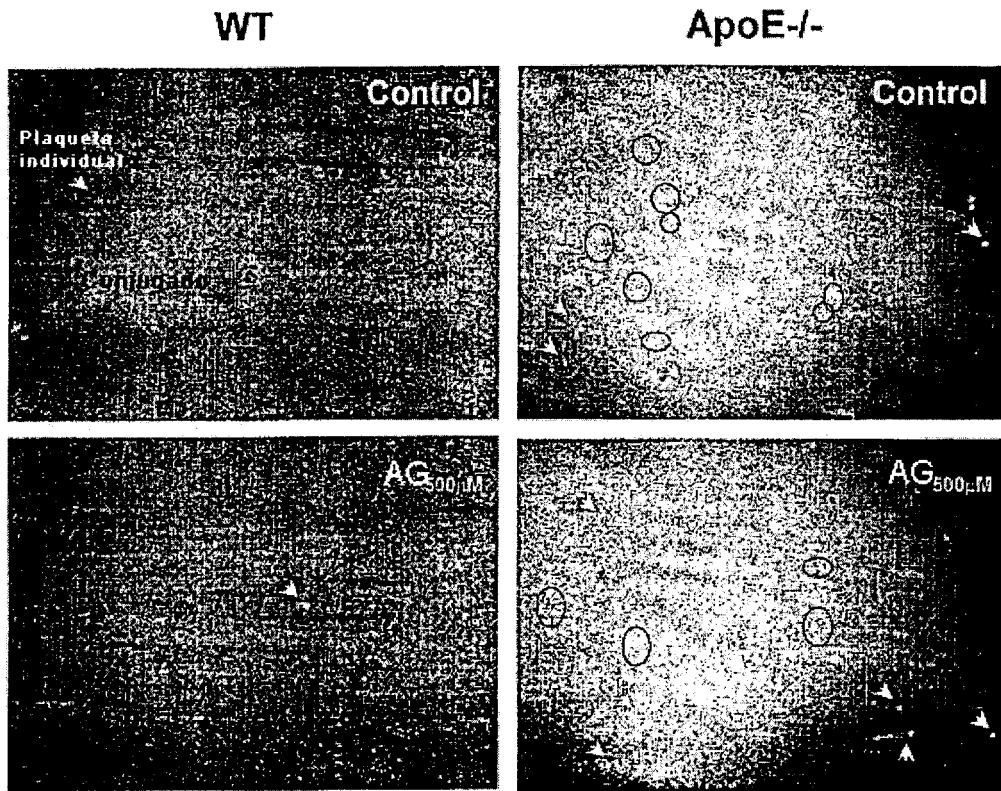 WT
ApoE-/-
Control
Control
Plaqueta
individual
AG500µM
AG500µM